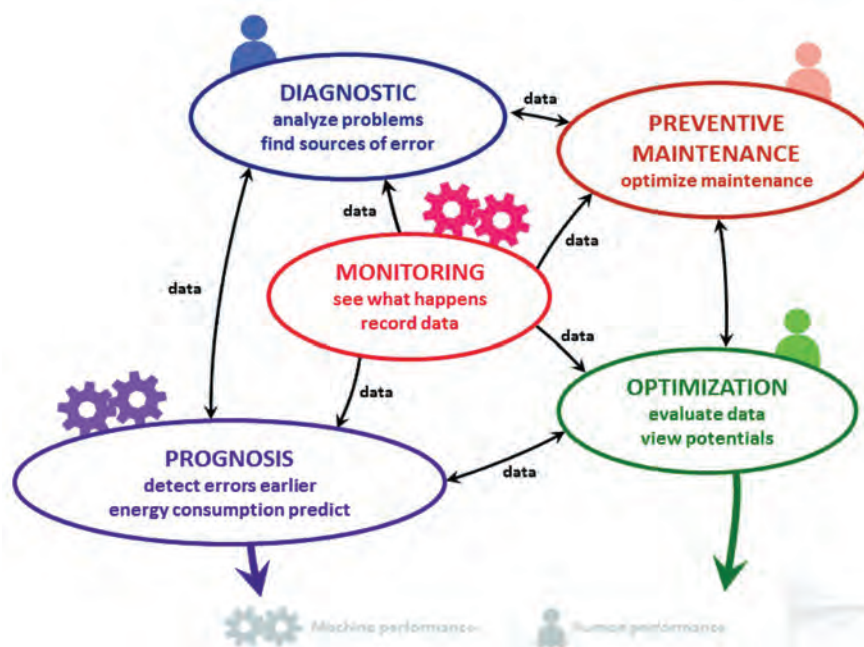 DIAGNOSTIC
analyze problems
find sources of error
data
PREVENTIVE
MAINTENANCE
optimize maintenance
data
data
MONITORING
see what happens
record data
data
data
data
OPTIMIZATION
evaluate data
view potentials
PROGNOSIS
detect errors earlier
energy consumption predict
data
Machine performance
Human performance